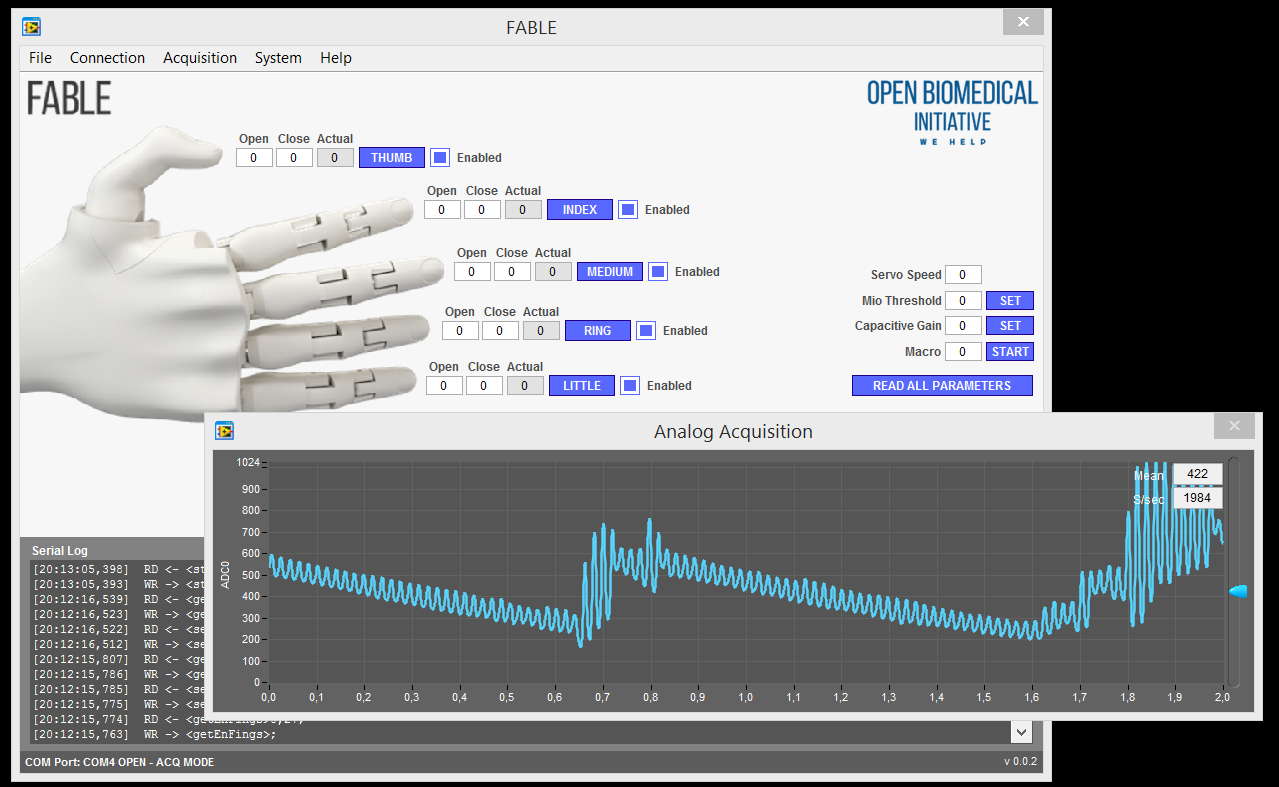 FABLE
File Connection Acquisition System Help
FABLE
OPEN BIOMEDICAL
INITIATIVE
WE HELP
Open Close Actual
0 0 0 THUMB Enabled
Open Close Actual
0 0 0 INDEX Enabled
Open Close Actual
0 0 0 MEDIUM Enabled
Open Close Actual
0 0 0 RING Enabled
Open Close Actual
0 0 0 LITTLE Enabled
Servo Speed 0
Mio Threshold 0 SET
Capacitive Gain 0 SET
Macro 0 START
READ ALL PARAMETERS
Analog Acquisition
Mean 422
S/sec 1984
ADC0
1024
900
800
700
600
500
400
300
200
100
0
0,0 0,1 0,2 0,3 0,4 0,5 0,6 0,7 0,8 0,9 1,0 1,1 1,2 1,3 1,4 1,5 1,6 1,7 1,8 1,9 2,0
Serial Log
[20:13:05,398] RD <- <st
[20:13:05,393] WR -> <st
[20:12:16,539] RD <- <ge
[20:12:16,523] WR -> <ge
[20:12:16,522] RD <- <se
[20:12:16,512] WR -> <se
[20:12:15,807] RD <- <ge
[20:12:15,786] WR -> <ge
[20:12:15,785] RD <- <se
[20:12:15,775] WR -> <se
[20:12:15,774] RD <-
[20:12:15,763] WR -> <getEnFings>;
COM Port: COM4 OPEN - ACQ MODE
v 0.0.2